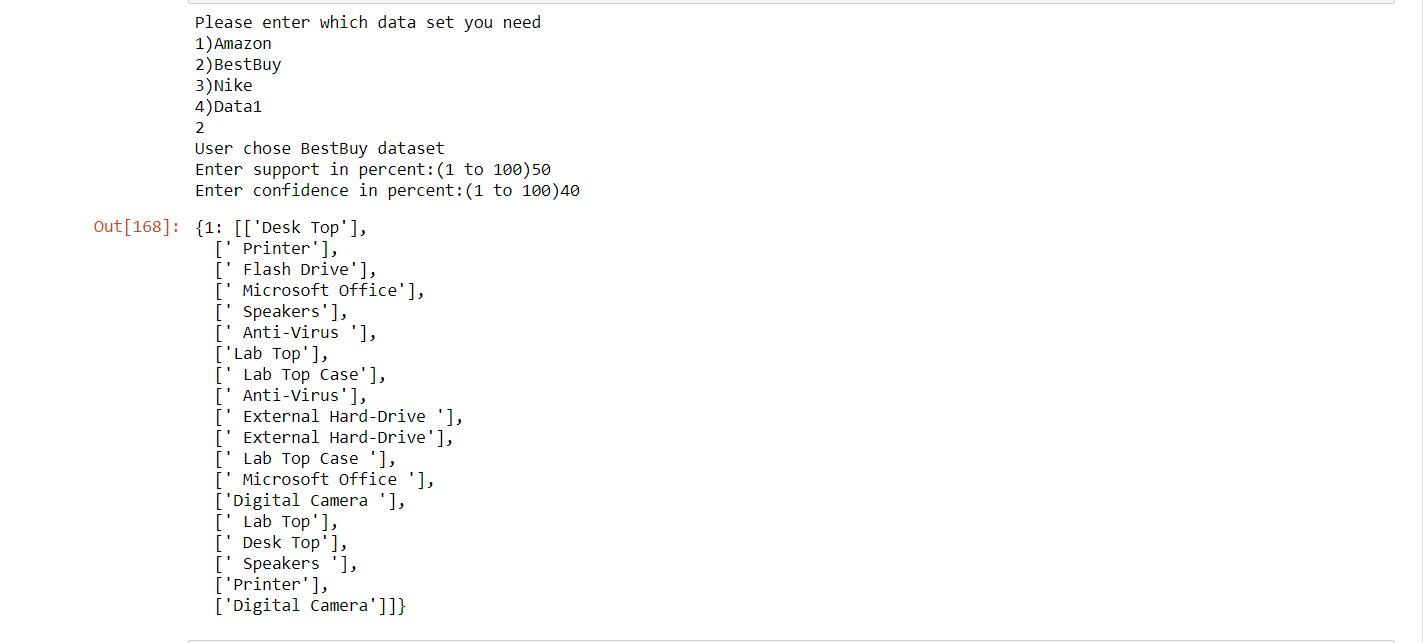 Please enter which data set you need
1)Amazon
2)BestBuy
3)Nike
4)Data1
2
User chose BestBuy dataset
Enter support in percent:(1 to 100)50
Enter confidence in percent:(1 to 100)40
Out[168]: {1: [['Desk Top'],
[' Printer'],
[' Flash Drive'],
[' Microsoft Office'],
[' Speakers'],
[' Anti-Virus '],
['Lab Top'],
[' Lab Top Case'],
[' Anti-Virus'],
[' External Hard-Drive '],
[' External Hard-Drive'],
[' Lab Top Case '],
[' Microsoft Office '],
['Digital Camera '],
[' Lab Top'],
[' Desk Top'],
[' Speakers '],
['Printer'],
['Digital Camera']]}